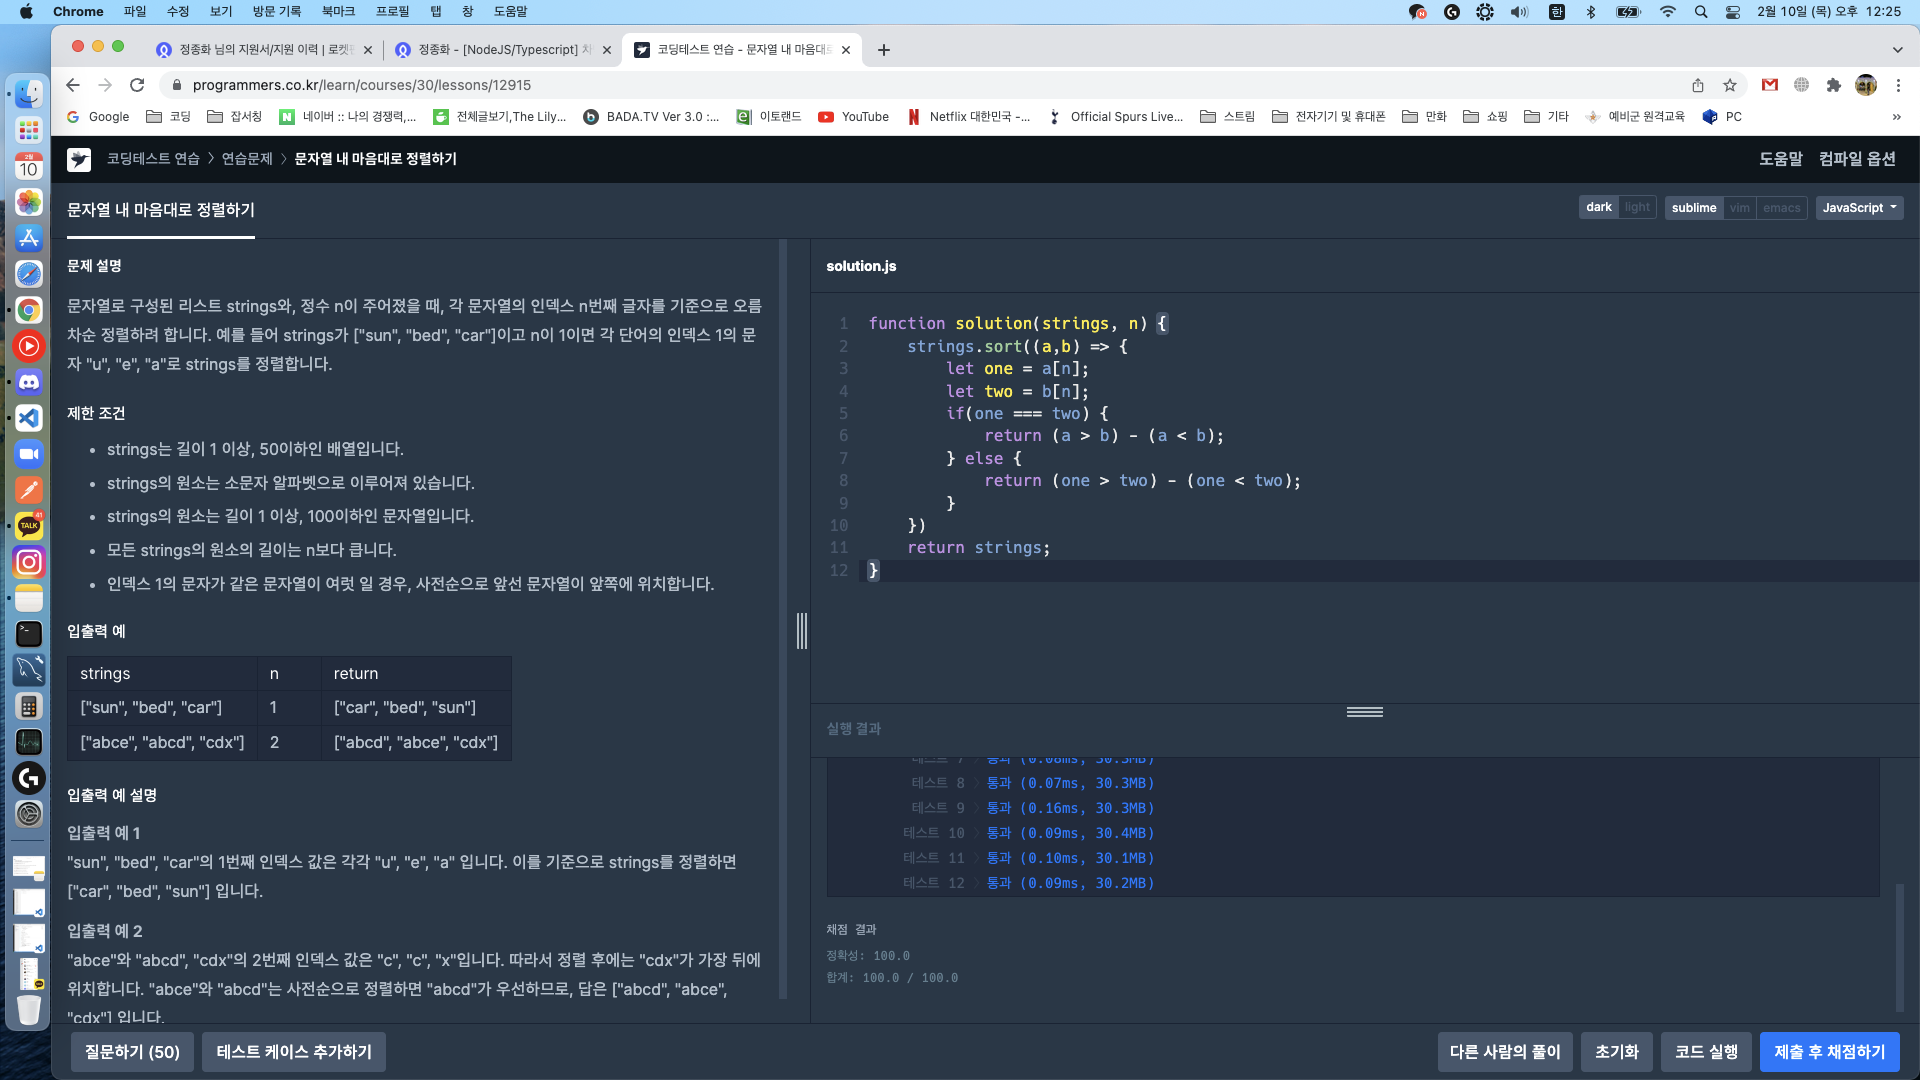 Chrome 파일 수정 보기 방문 기록 북마크 프로필 탭 창 도움말
2월 10일 (목) 오후 12:25
정종화 님의 지원서/지원 이력 | 로켓
정종화 - [NodeJS/Typescript]
코딩테스트 연습 - 문자열 내 마음대로
programmers.co.kr/learn/courses/30/lessons/12915
Google 코딩 잡서칭 네이버 :: 나의 경쟁력,... 전체글보기,The Lily... BADA.TV Ver 3.0 :... 이토랜드 YouTube Netflix 대한민국 -... Official Spurs Live... 스트림 전자기기 및 휴대폰 만화 쇼핑 기타 예비군 원격교육 PC »
코딩테스트 연습 > 연습문제 > 문자열 내 마음대로 정렬하기
도움말 컴파일 옵션
문자열 내 마음대로 정렬하기
dark light sublime vim emacs JavaScript
문제 설명
문자열로 구성된 리스트 strings와, 정수 n이 주어졌을 때, 각 문자열의 인덱스 n번째 글자를 기준으로 오름
차순 정렬하려 합니다. 예를 들어 strings가 ["sun", "bed", "car"]이고 n이 1이면 각 단어의 인덱스 1의 문
자 "u", "e", "a"로 strings를 정렬합니다.
제한 조건
• strings는 길이 1 이상, 50이하인 배열입니다.
• strings의 원소는 소문자 알파벳으로 이루어져 있습니다.
• strings의 원소는 길이 1 이상, 100이하인 문자열입니다.
• 모든 strings의 원소의 길이는 n보다 큽니다.
• 인덱스 1의 문자가 같은 문자열이 여럿 일 경우, 사전순으로 앞선 문자열이 앞쪽에 위치합니다.
입출력 예
strings n return
["sun", "bed", "car"] 1 ["car", "bed", "sun"]
["abce", "abcd", "cdx"] 2 ["abcd", "abce", "cdx"]
입출력 예 설명
입출력 예 1
"sun", "bed", "car"의 1번째 인덱스 값은 각각 "u", "e", "a" 입니다. 이를 기준으로 strings를 정렬하면
["car", "bed", "sun"] 입니다.
입출력 예 2
"abce"와 "abcd", "cdx"의 2번째 인덱스 값은 "c", "c", "x"입니다. 따라서 정렬 후에는 "cdx"가 가장 뒤에
위치합니다. "abce"와 "abcd"는 사전순으로 정렬하면 "abcd"가 우선하므로, 답은 ["abcd", "abce",
"cdx"] 입니다.
solution.js
1 function solution(strings, n) {
2 strings.sort((a,b) => {
3 let one = a[n];
4 let two = b[n];
5 if(one === two) {
6 return (a > b) - (a < b);
7 } else {
8 return (one > two) - (one < two);
9 }
10 })
11 return strings;
12 }
실행 결과
테스트 7 > 통과 (0.08ms, 30.3MB)
테스트 8 > 통과 (0.07ms, 30.3MB)
테스트 9 > 통과 (0.16ms, 30.3MB)
테스트 10 > 통과 (0.09ms, 30.4MB)
테스트 11 > 통과 (0.10ms, 30.1MB)
테스트 12 > 통과 (0.09ms, 30.2MB)
채점 결과
정확성: 100.0
합계: 100.0 / 100.0
질문하기 (50) 테스트 케이스 추가하기
다른 사람의 풀이 초기화 코드 실행 제출 후 채점하기
2월
10
TALK
41